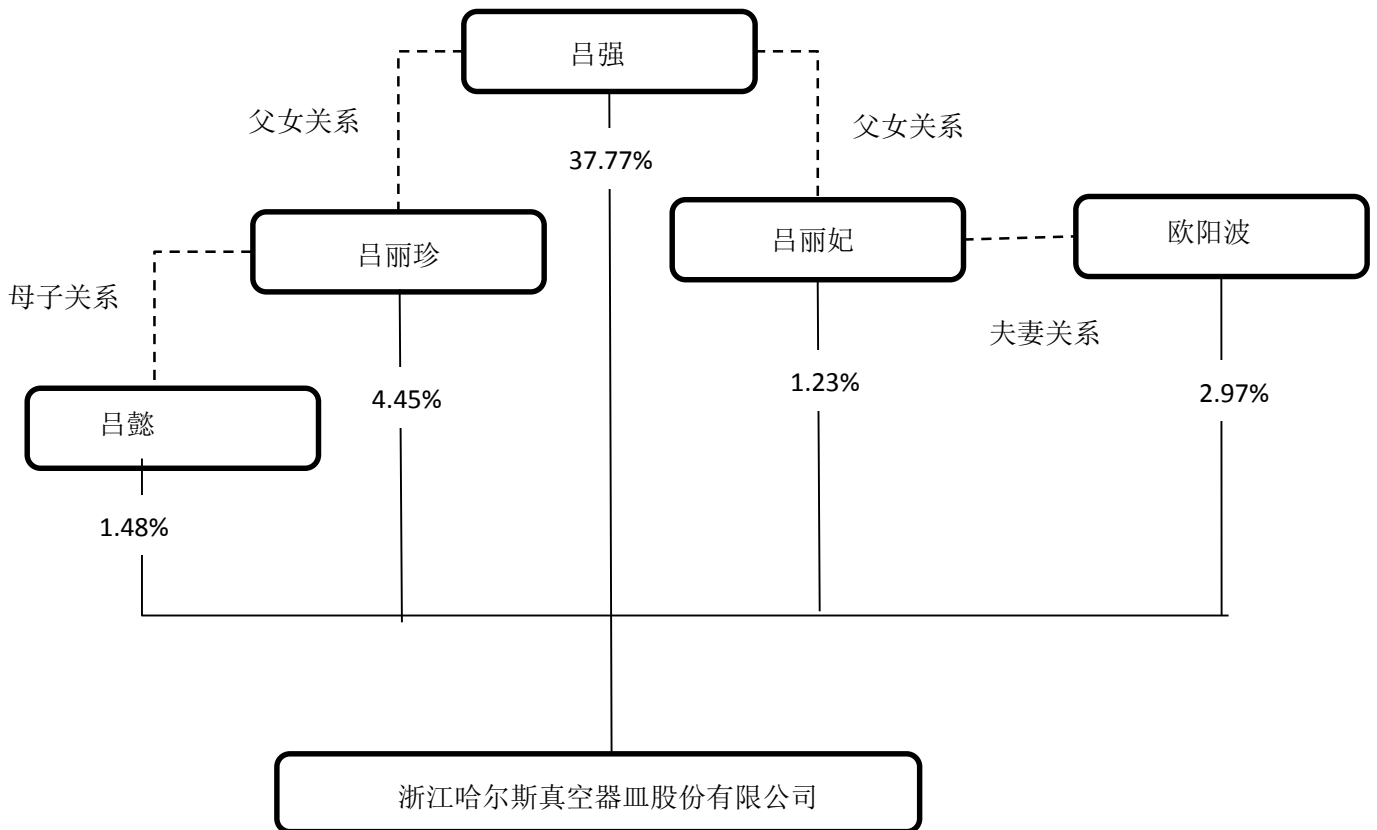 吕强
父女关系
父女关系
37.77%
吕丽珍
吕丽妃
欧阳波
母子关系
夫妻关系
4.45%
1.23%
2.97%
吕懿
1.48%
浙江哈尔斯真空器皿股份有限公司